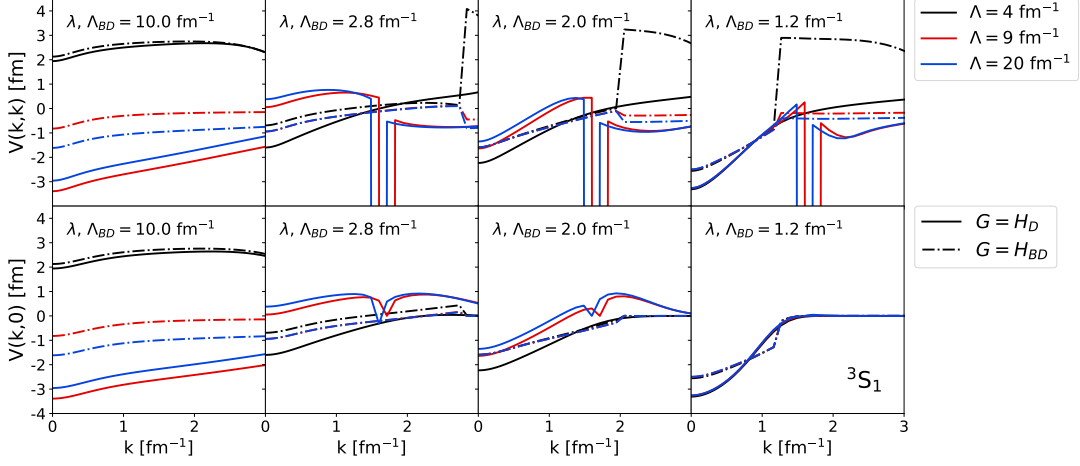 λ, Λ_BD = 10.0 fm⁻¹
λ, Λ_BD = 2.8 fm⁻¹
λ, Λ_BD = 2.0 fm⁻¹
λ, Λ_BD = 1.2 fm⁻¹
Λ = 4 fm⁻¹
Λ = 9 fm⁻¹
Λ = 20 fm⁻¹
V(k,k) [fm]
4
3
2
1
0
-1
-2
-3
λ, Λ_BD = 10.0 fm⁻¹
λ, Λ_BD = 2.8 fm⁻¹
λ, Λ_BD = 2.0 fm⁻¹
λ, Λ_BD = 1.2 fm⁻¹
G = H_D
G = H_BD
V(k,0) [fm]
4
3
2
1
0
-1
-2
-3
-4
³S₁
0 1 2 0 1 2 0 1 2 0 1 2 3
k [fm⁻¹] k [fm⁻¹] k [fm⁻¹] k [fm⁻¹]